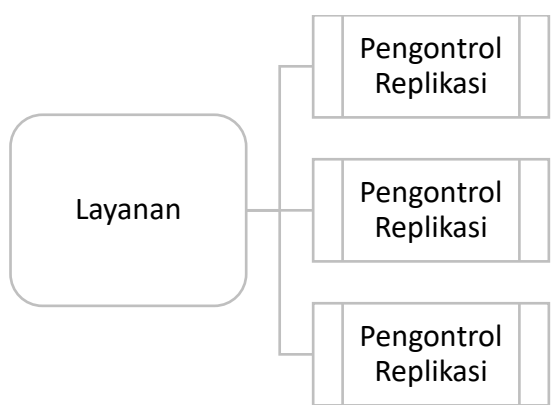 Layanan
Pengontrol
Replikasi
Pengontrol
Replikasi
Pengontrol
Replikasi